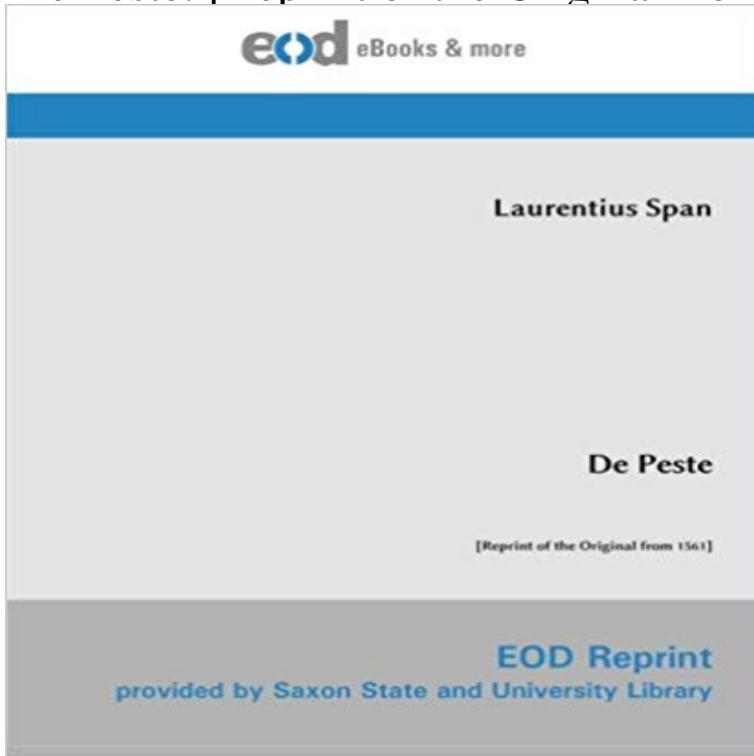 eod eBooks & more
Laurentius Span
De Peste
[Reprint of the Original from 1561]
EOD Reprint
provided by Saxon State and University Library